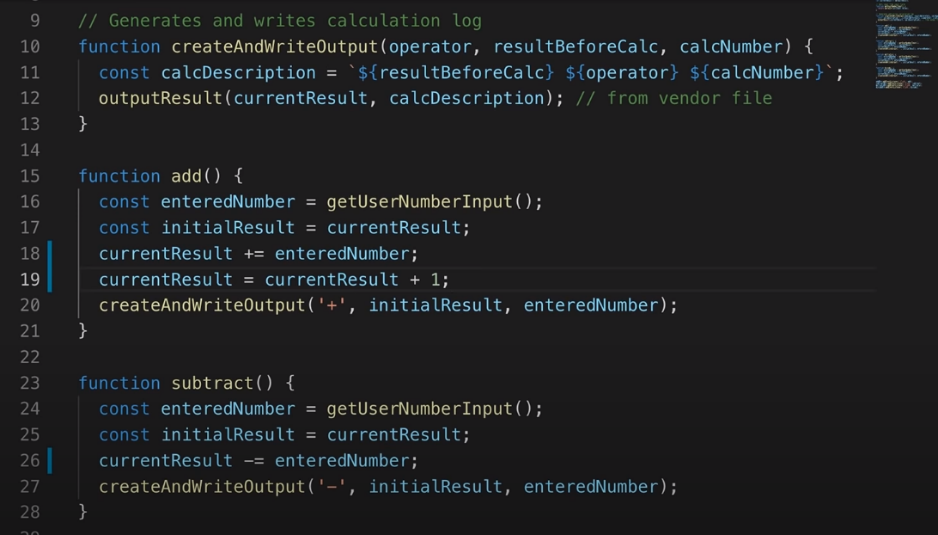 9 // Generates and writes calculation log
10 function createAndWriteOutput(operator, resultBeforeCalc, calcNumber) {
11 const calcDescription = `${resultBeforeCalc} ${operator} ${calcNumber}`;
12 outputResult(currentResult, calcDescription); // from vendor file
13 }
14
15 function add() {
16 const enteredNumber = getUserNumberInput();
17 const initialResult = currentResult;
18 currentResult += enteredNumber;
19 currentResult = currentResult + 1;
20 createAndWriteOutput('+', initialResult, enteredNumber);
21 }
22
23 function subtract() {
24 const enteredNumber = getUserNumberInput();
25 const initialResult = currentResult;
26 currentResult -= enteredNumber;
27 createAndWriteOutput('-', initialResult, enteredNumber);
28 }